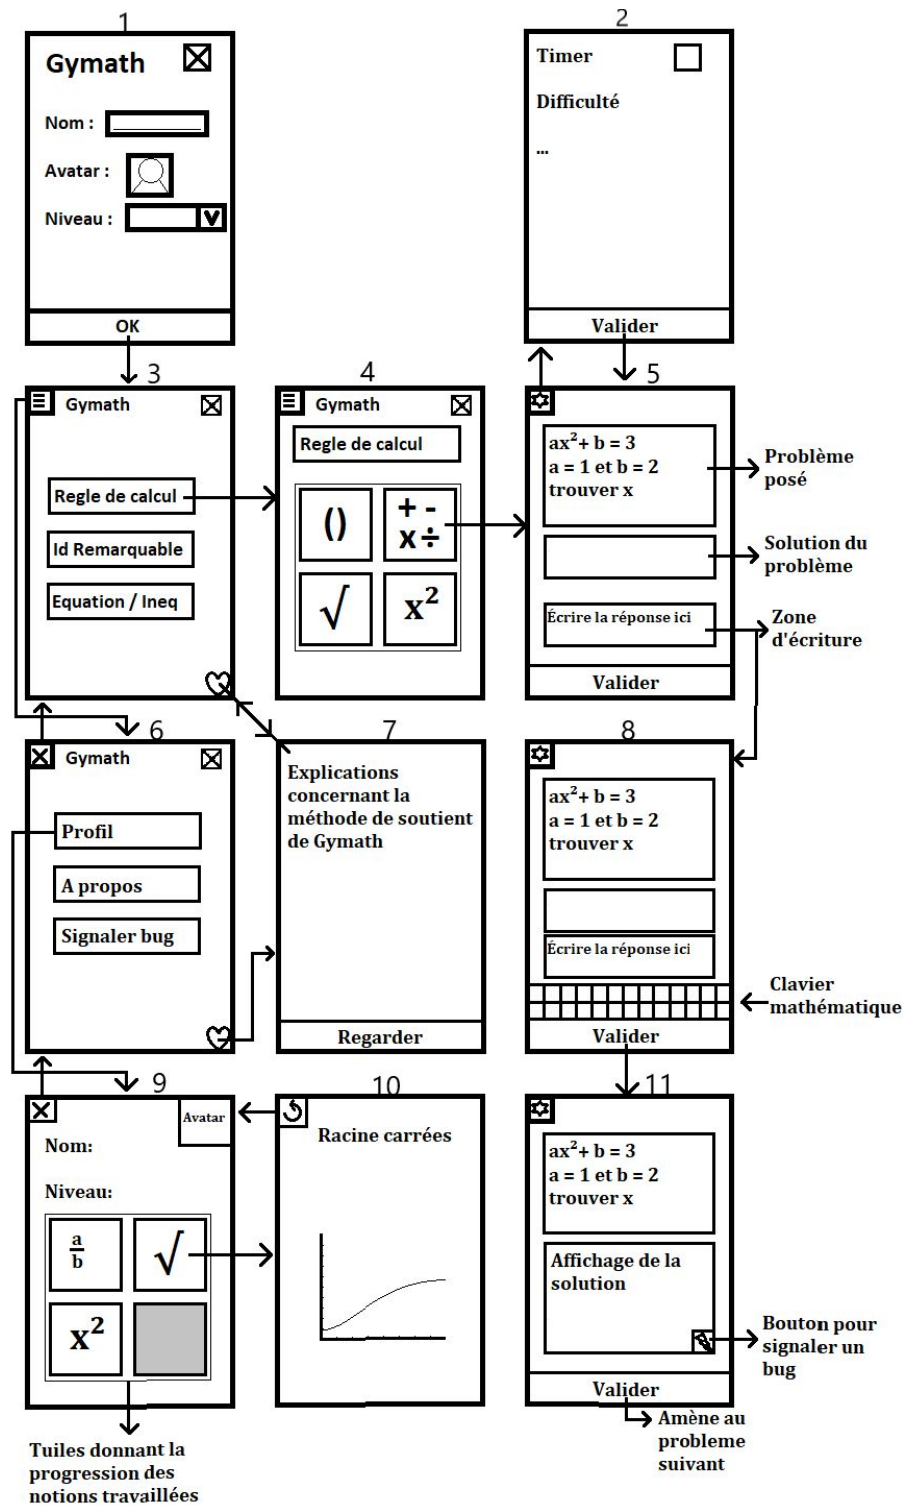 1
Gymath
Nom :
Avatar :
Niveau :
OK
2
Timer
Difficulté
...
Valider
3
Gymath
Regle de calcul
Id Remarquable
Equation / Ineq
4
Gymath
Regle de calcul
()
+ -
x ÷
√
x²
5
ax²+ b = 3
a = 1 et b = 2
trouver x
Écrire la réponse ici
Valider
Problème
posé
Solution du
problème
Zone
d'écriture
6
Gymath
Profil
A propos
Signaler bug
7
Explications
concernant la
méthode de soutient
de Gymath
Regarder
8
ax²+ b = 3
a = 1 et b = 2
trouver x
Écrire la réponse ici
Valider
Clavier
mathématique
9
Avatar
Nom:
Niveau:
a
b
√
x²
Tuiles donnant la
progression des
notions travaillées
10
Racine carrées
11
ax²+ b = 3
a = 1 et b = 2
trouver x
Affichage de la
solution
Valider
Bouton pour
signaler un
bug
Amène au
probleme
suivant